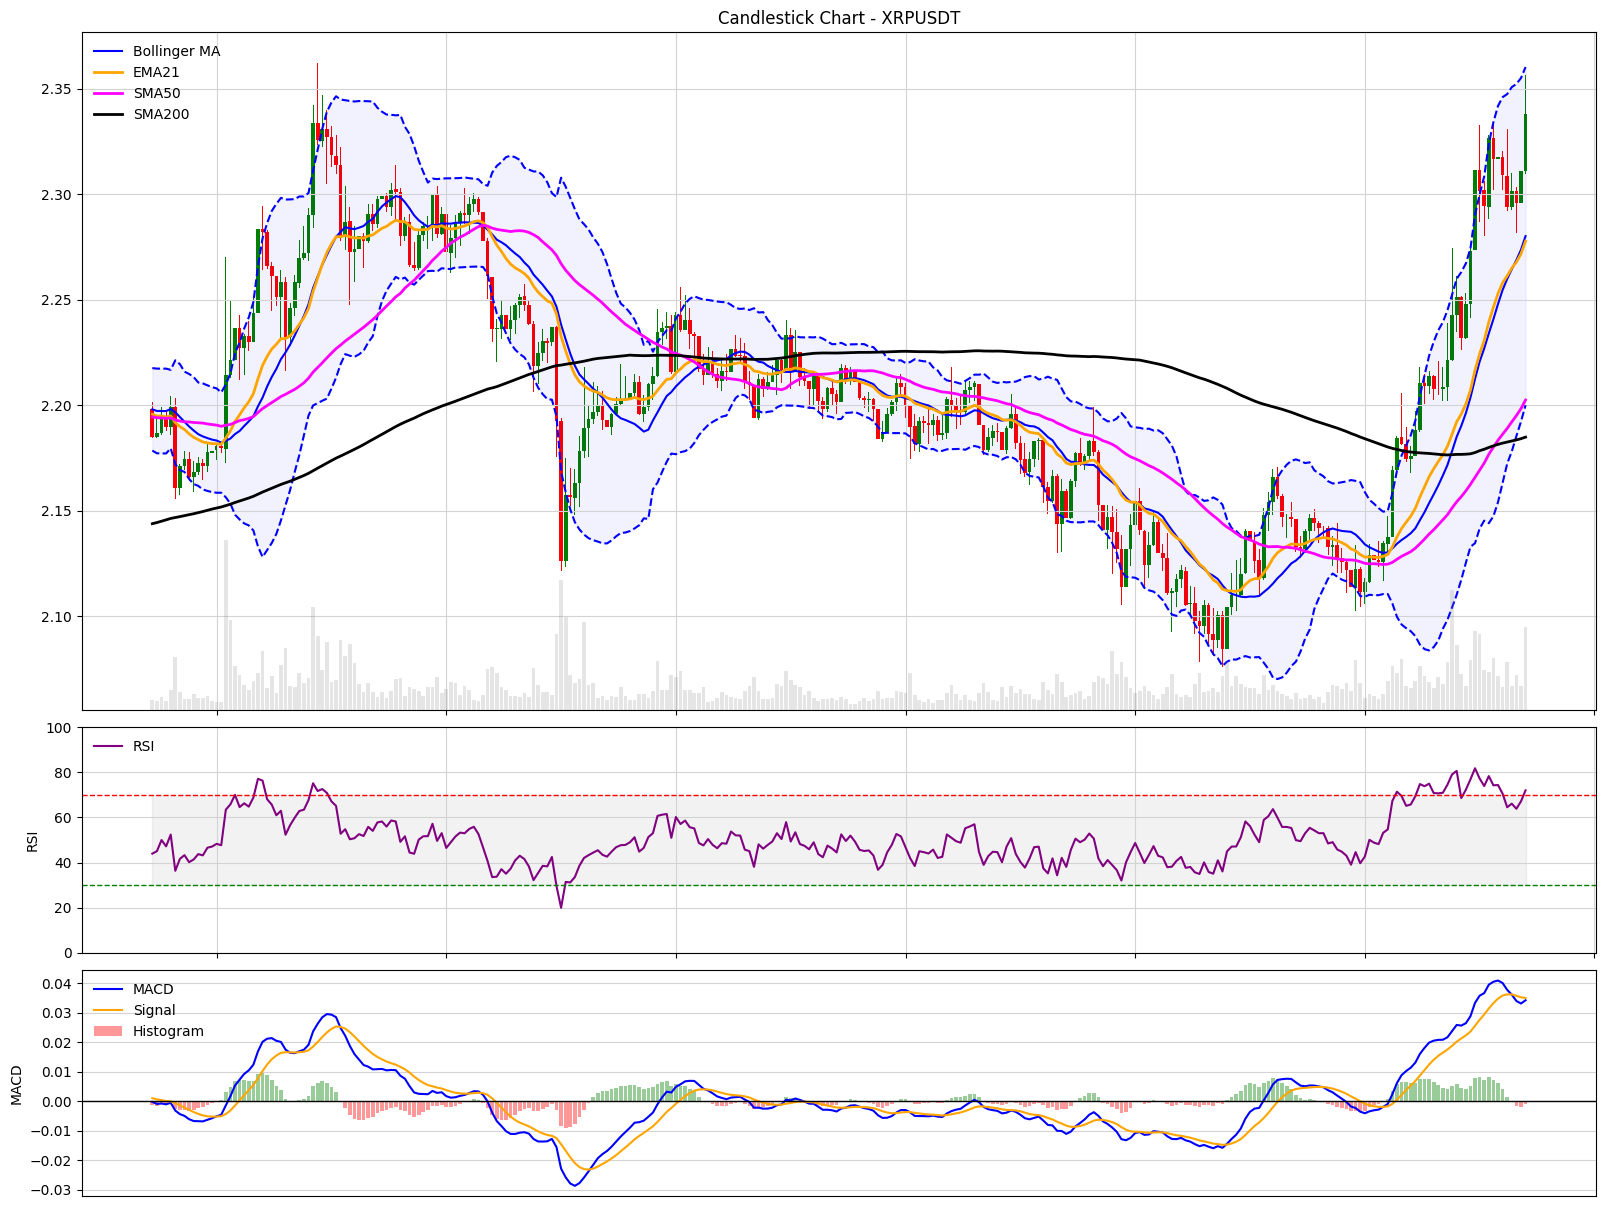 Candlestick Chart - XRPUSDT
Bollinger MA
EMA21
SMA50
SMA200
2.35
2.30
2.25
2.20
2.15
2.10
RSI
100
80
60
40
20
0
RSI
MACD
Signal
Histogram
0.04
0.03
0.02
0.01
0.00
−0.01
−0.02
−0.03
MACD